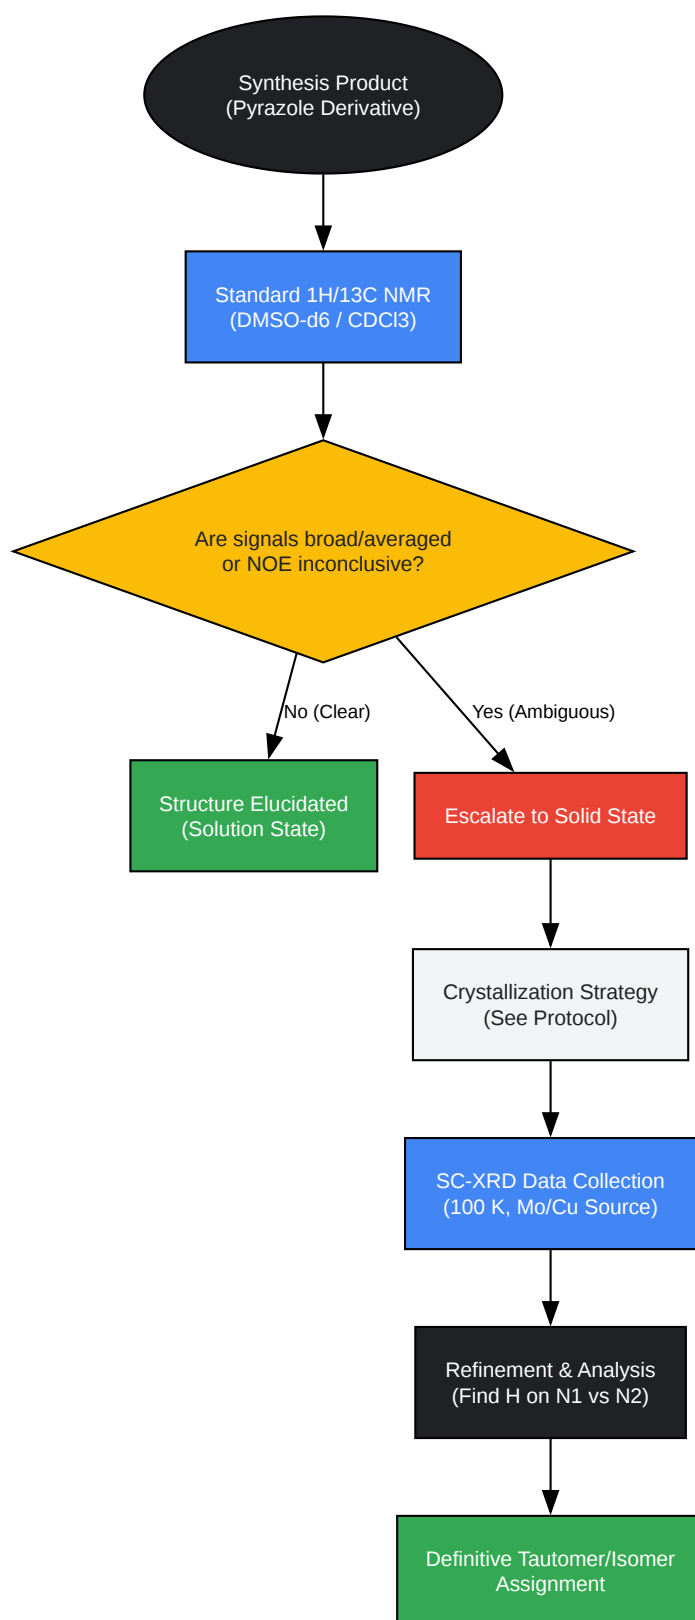 Synthesis Product
(Pyrazole Derivative)
Standard 1H/13C NMR
(DMSO-d6 / CDCl3)
Are signals broad/averaged
or NOE inconclusive?
No (Clear)
Yes (Ambiguous)
Structure Elucidated
(Solution State)
Escalate to Solid State
Crystallization Strategy
(See Protocol)
SC-XRD Data Collection
(100 K, Mo/Cu Source)
Refinement & Analysis
(Find H on N1 vs N2)
Definitive Tautomer/Isomer
Assignment